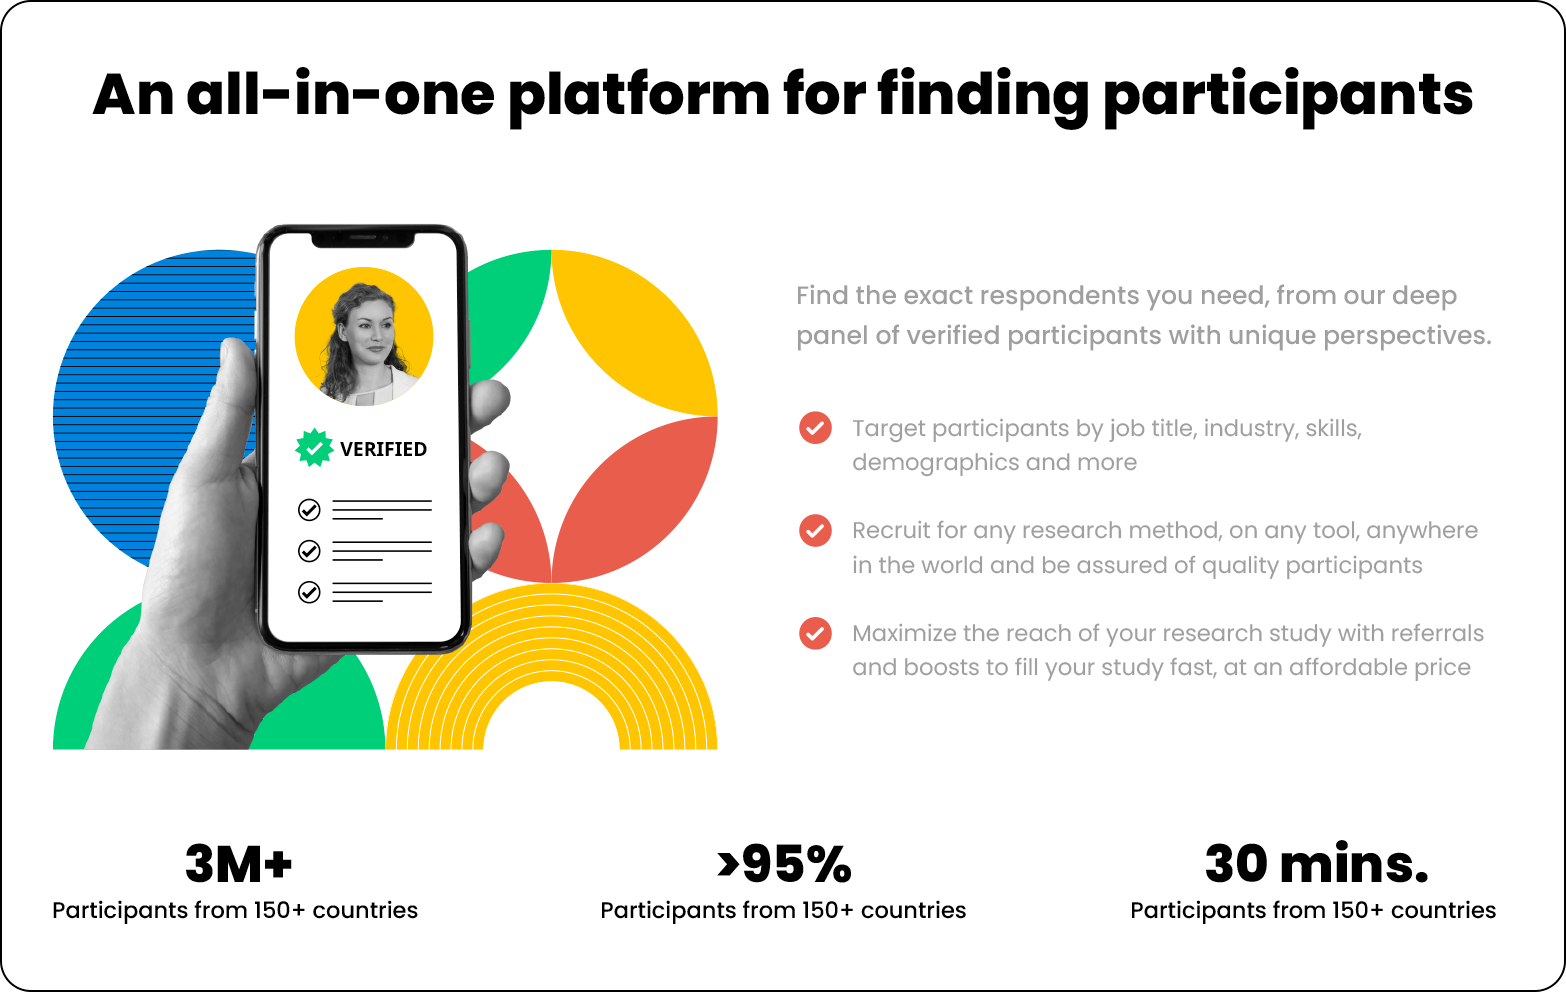 An all-in-one platform for finding participants
VERIFIED
Find the exact respondents you need, from our deep
panel of verified participants with unique perspectives.
Target participants by job title, industry, skills,
demographics and more
Recruit for any research method, on any tool, anywhere
in the world and be assured of quality participants
Maximize the reach of your research study with referrals
and boosts to fill your study fast, at an affordable price
3M+
Participants from 150+ countries
>95%
Participants from 150+ countries
30 mins.
Participants from 150+ countries